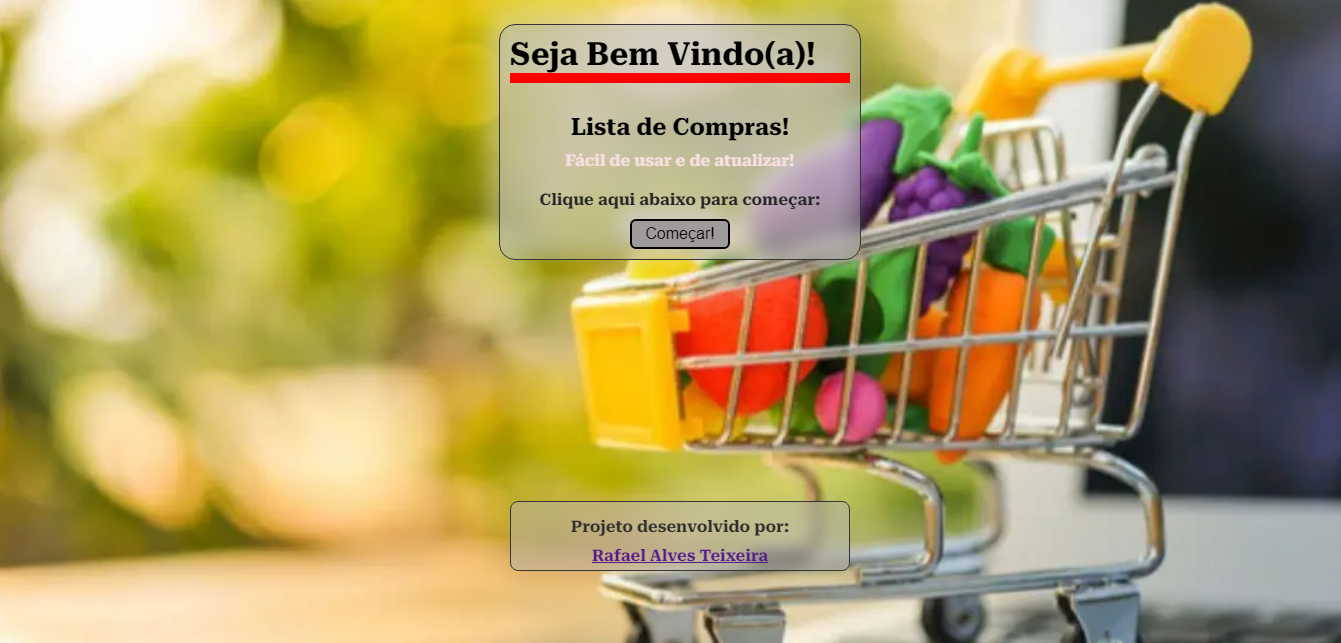 Seja Bem Vindo(a)!
Lista de Compras!
Fácil de usar e de atualizar!
Clique aqui abaixo para começar:
Começar!
Projeto desenvolvido por:
Rafael Alves Teixeira